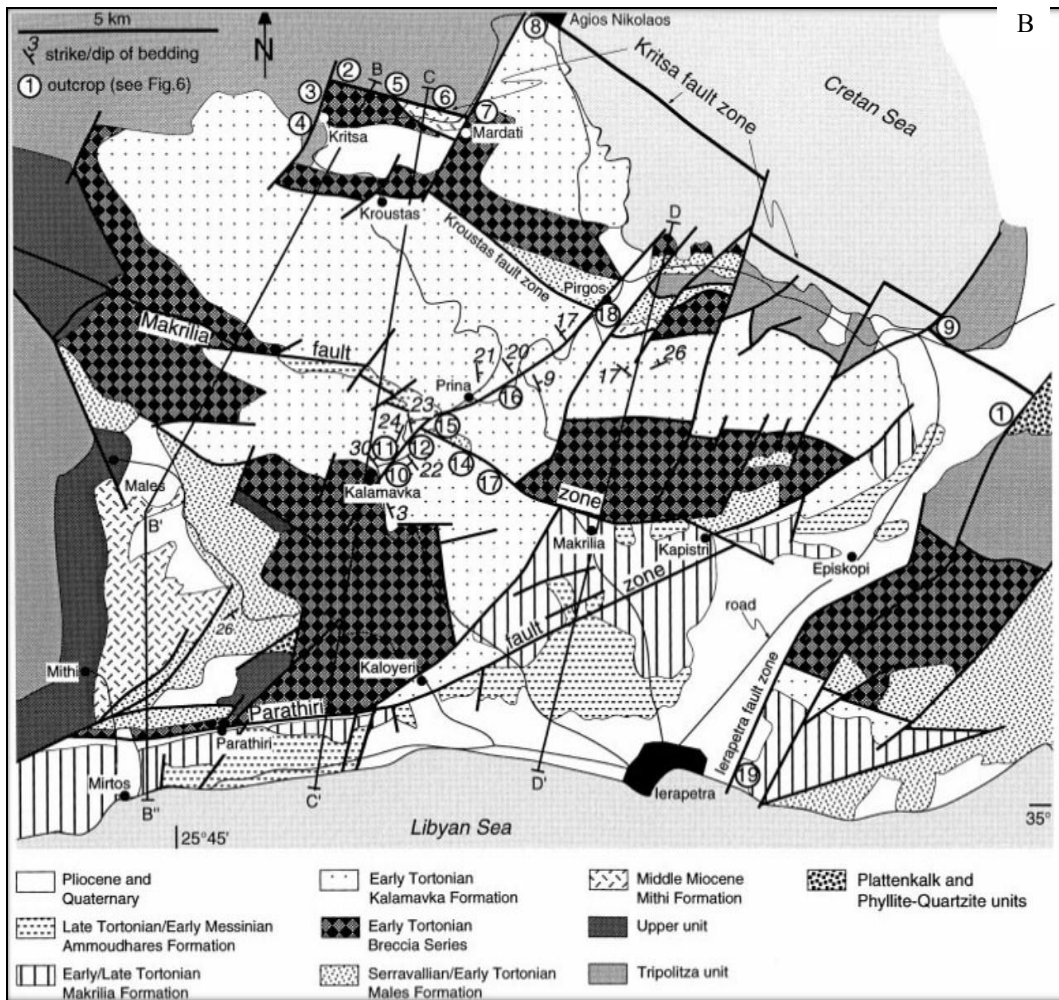 B
5 km
N
3
strike/dip of bedding
1 outcrop (see Fig.6)
8
Agios Nikolaos
Kritsa fault zone
Cretan Sea
2
B
5
C
6
3
4
7
Kritsa
Mardati
Kroustas
Kroustas fault zone
D
Pirgos
18
9
Makrilia
fault
17
21
20
9
17
26
Prina
16
1
23
24
15
30
11
12
22
14
10
17
Kalamavka
3
zone
Males
B'
Makrilia
Kapistri
Episkopi
zone
fault
road
26
Mithi
Kaloyeri
Parathiri
Parathiri
Ierapetra fault zone
19
Mirtos
B"
C'
D'
Ierapetra
25°45'
Libyan Sea
35°
Pliocene and
Quaternary
Late Tortonian/Early Messinian
Ammoudhares Formation
Early/Late Tortonian
Makrilia Formation
Early Tortonian
Kalamavka Formation
Early Tortonian
Breccia Series
Serravallian/Early Tortonian
Males Formation
Middle Miocene
Mithi Formation
Upper unit
Tripolitza unit
Plattenkalk and
Phyllite-Quartzite units